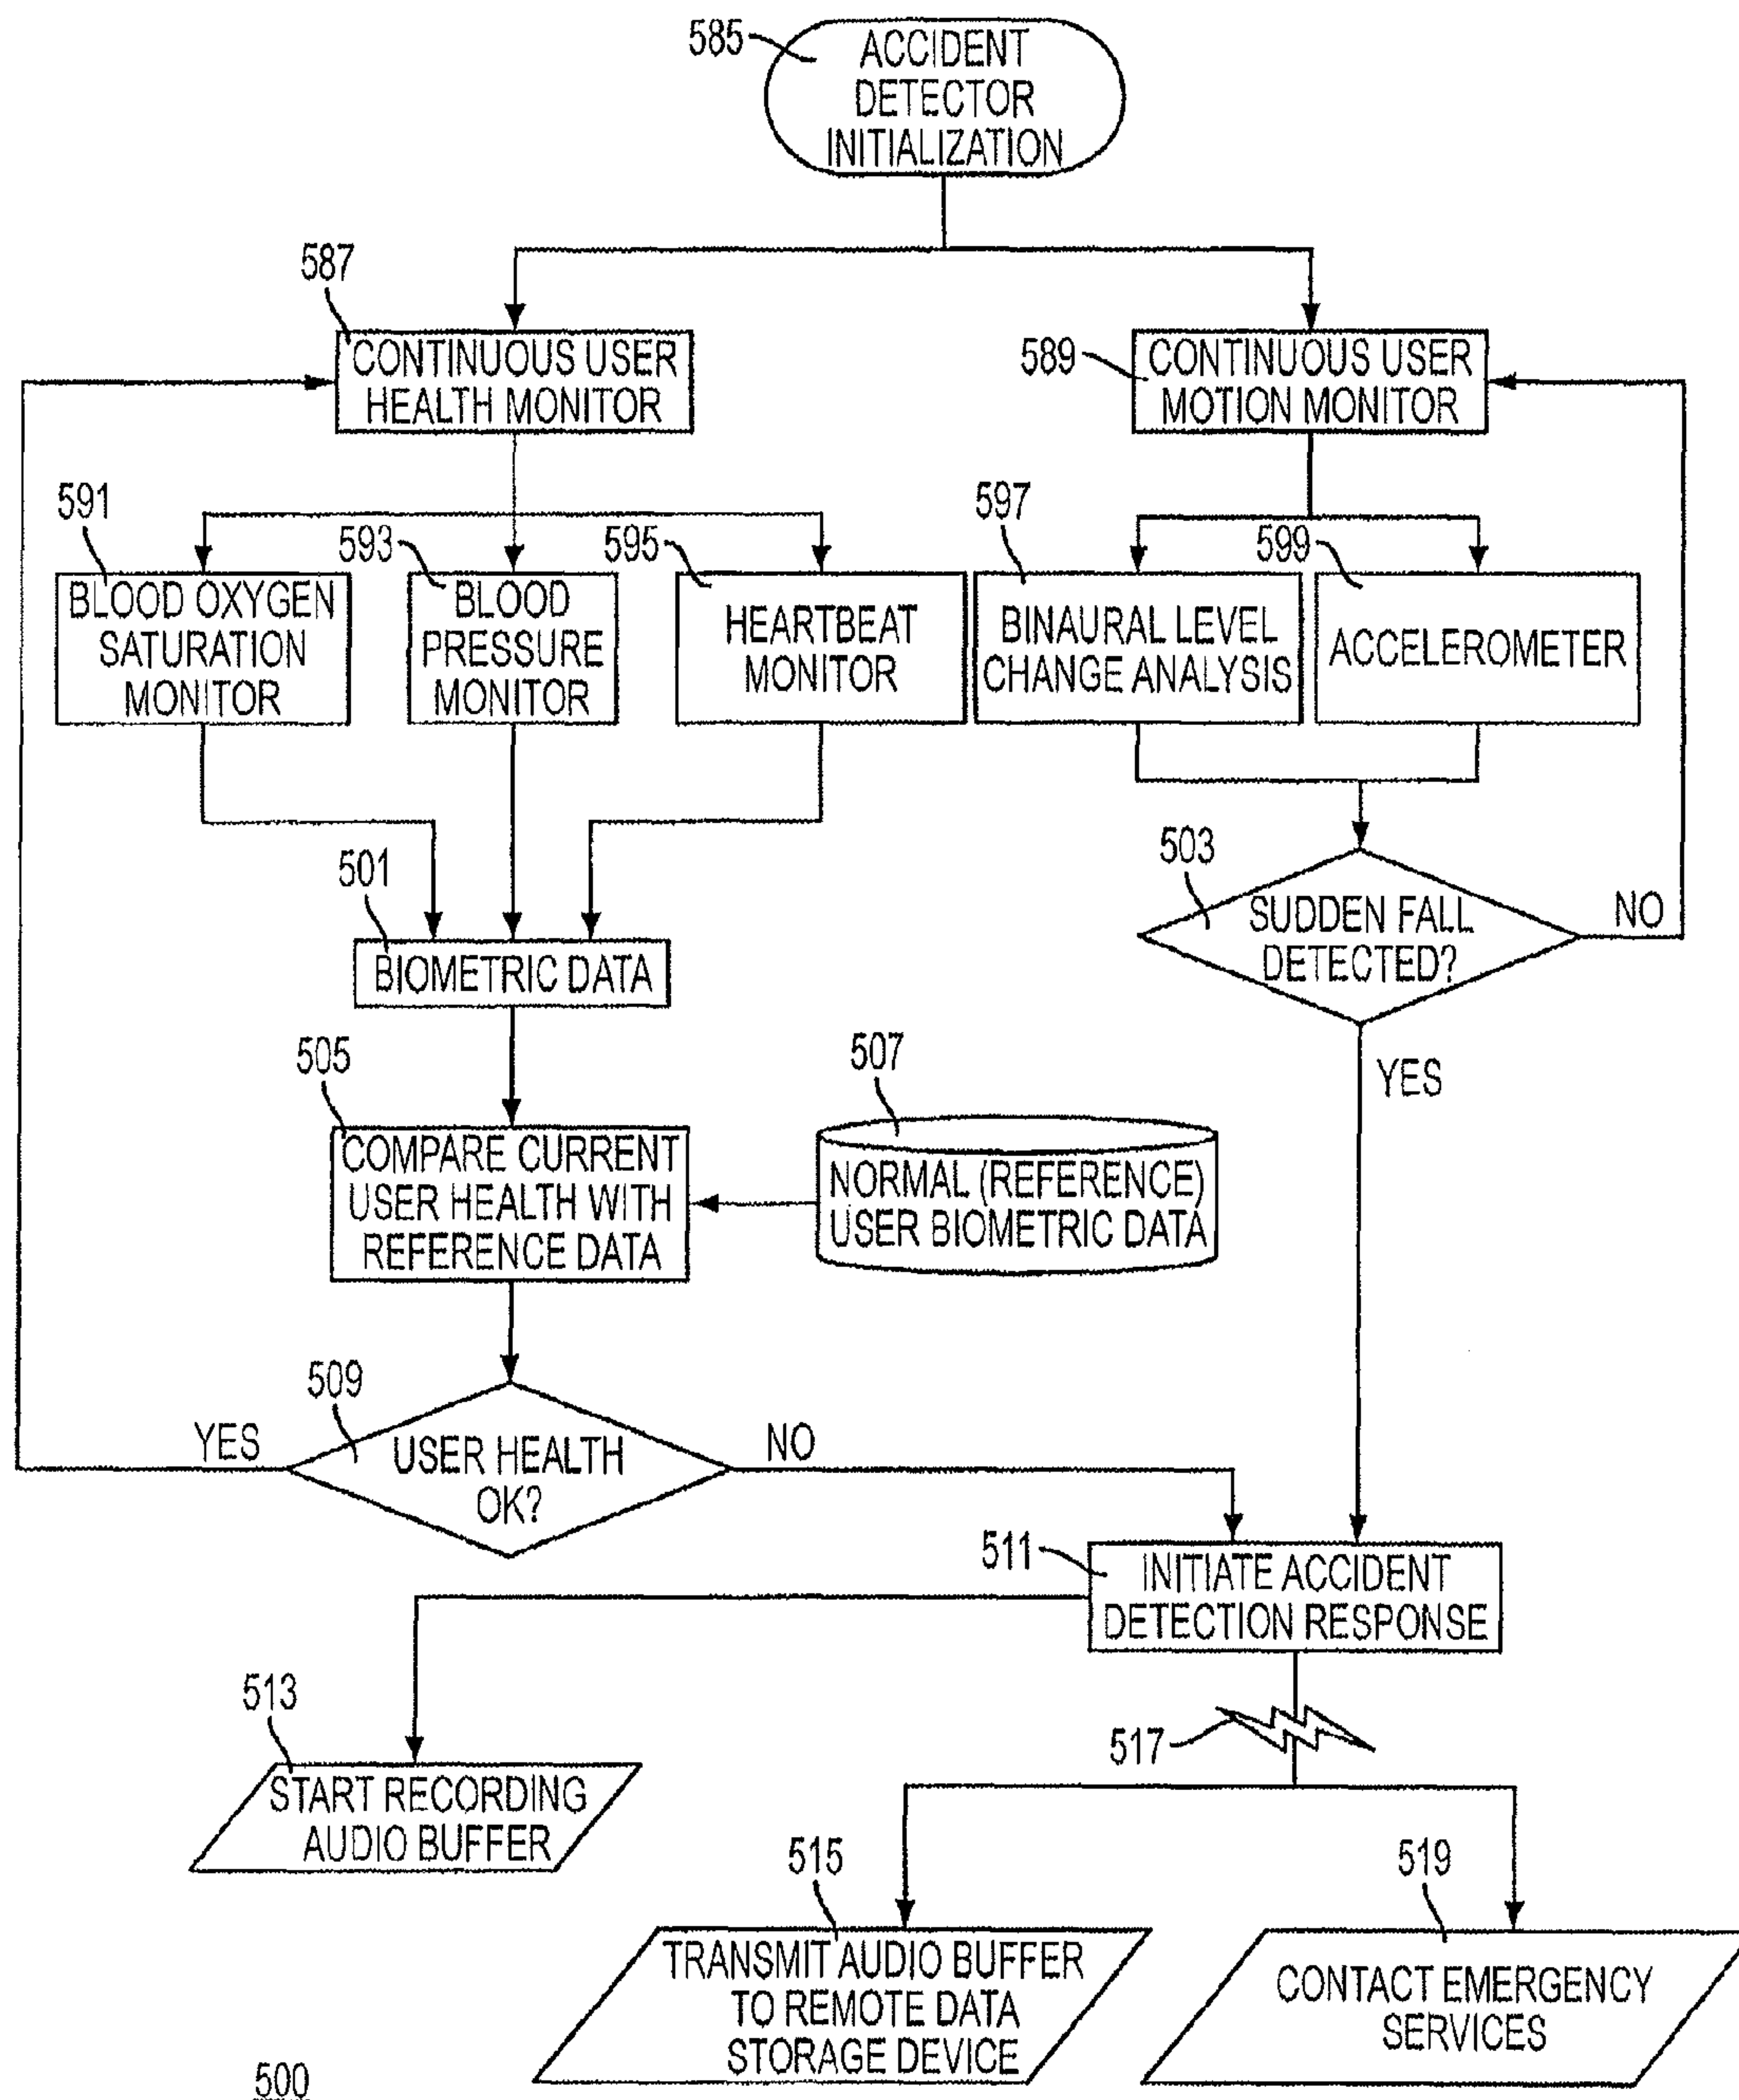 585
ACCIDENT
DETECTOR
INITIALIZATION
587
CONTINUOUS USER
HEALTH MONITOR
589
CONTINUOUS USER
MOTION MONITOR
591
BLOOD OXYGEN
SATURATION
MONITOR
593
BLOOD
PRESSURE
MONITOR
595
HEARTBEAT
MONITOR
597
BINAURAL LEVEL
CHANGE ANALYSIS
599
ACCELEROMETER
501
BIOMETRIC DATA
503
SUDDEN FALL
DETECTED?
NO
YES
505
COMPARE CURRENT
USER HEALTH WITH
REFERENCE DATA
507
NORMAL (REFERENCE)
USER BIOMETRIC DATA
509
YES
USER HEALTH
OK?
NO
511
INITIATE ACCIDENT
DETECTION RESPONSE
513
START RECORDING
AUDIO BUFFER
517
515
TRANSMIT AUDIO BUFFER
TO REMOTE DATA
STORAGE DEVICE
519
CONTACT EMERGENCY
SERVICES
500